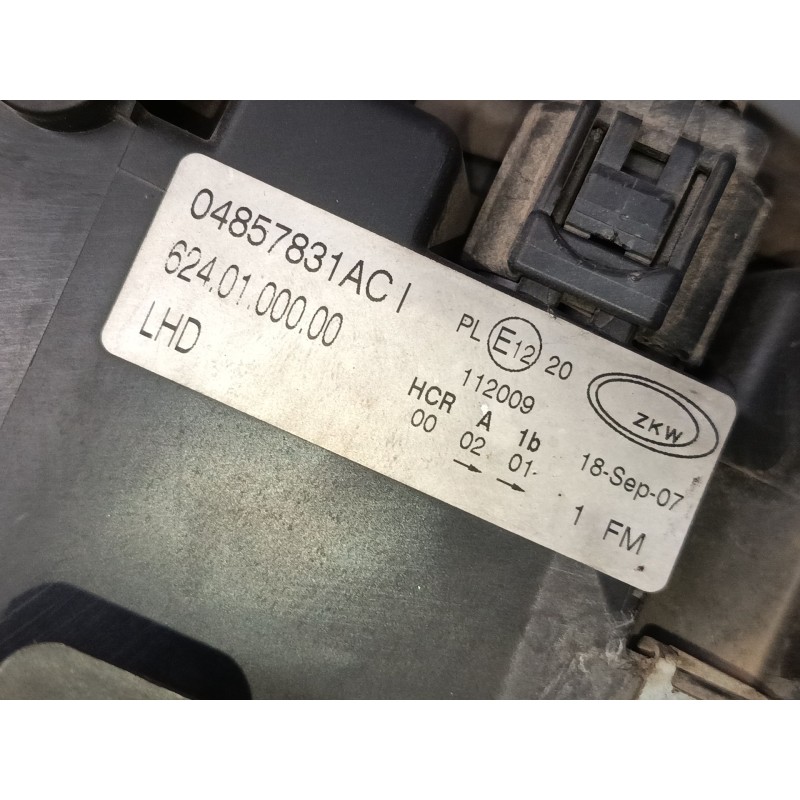 04857831AC I
624.01.000.00
LHD
PL E12 20
112009
HCR A 1b
00 02 01
→ →
ZKW
18-Sep-07
1 FM